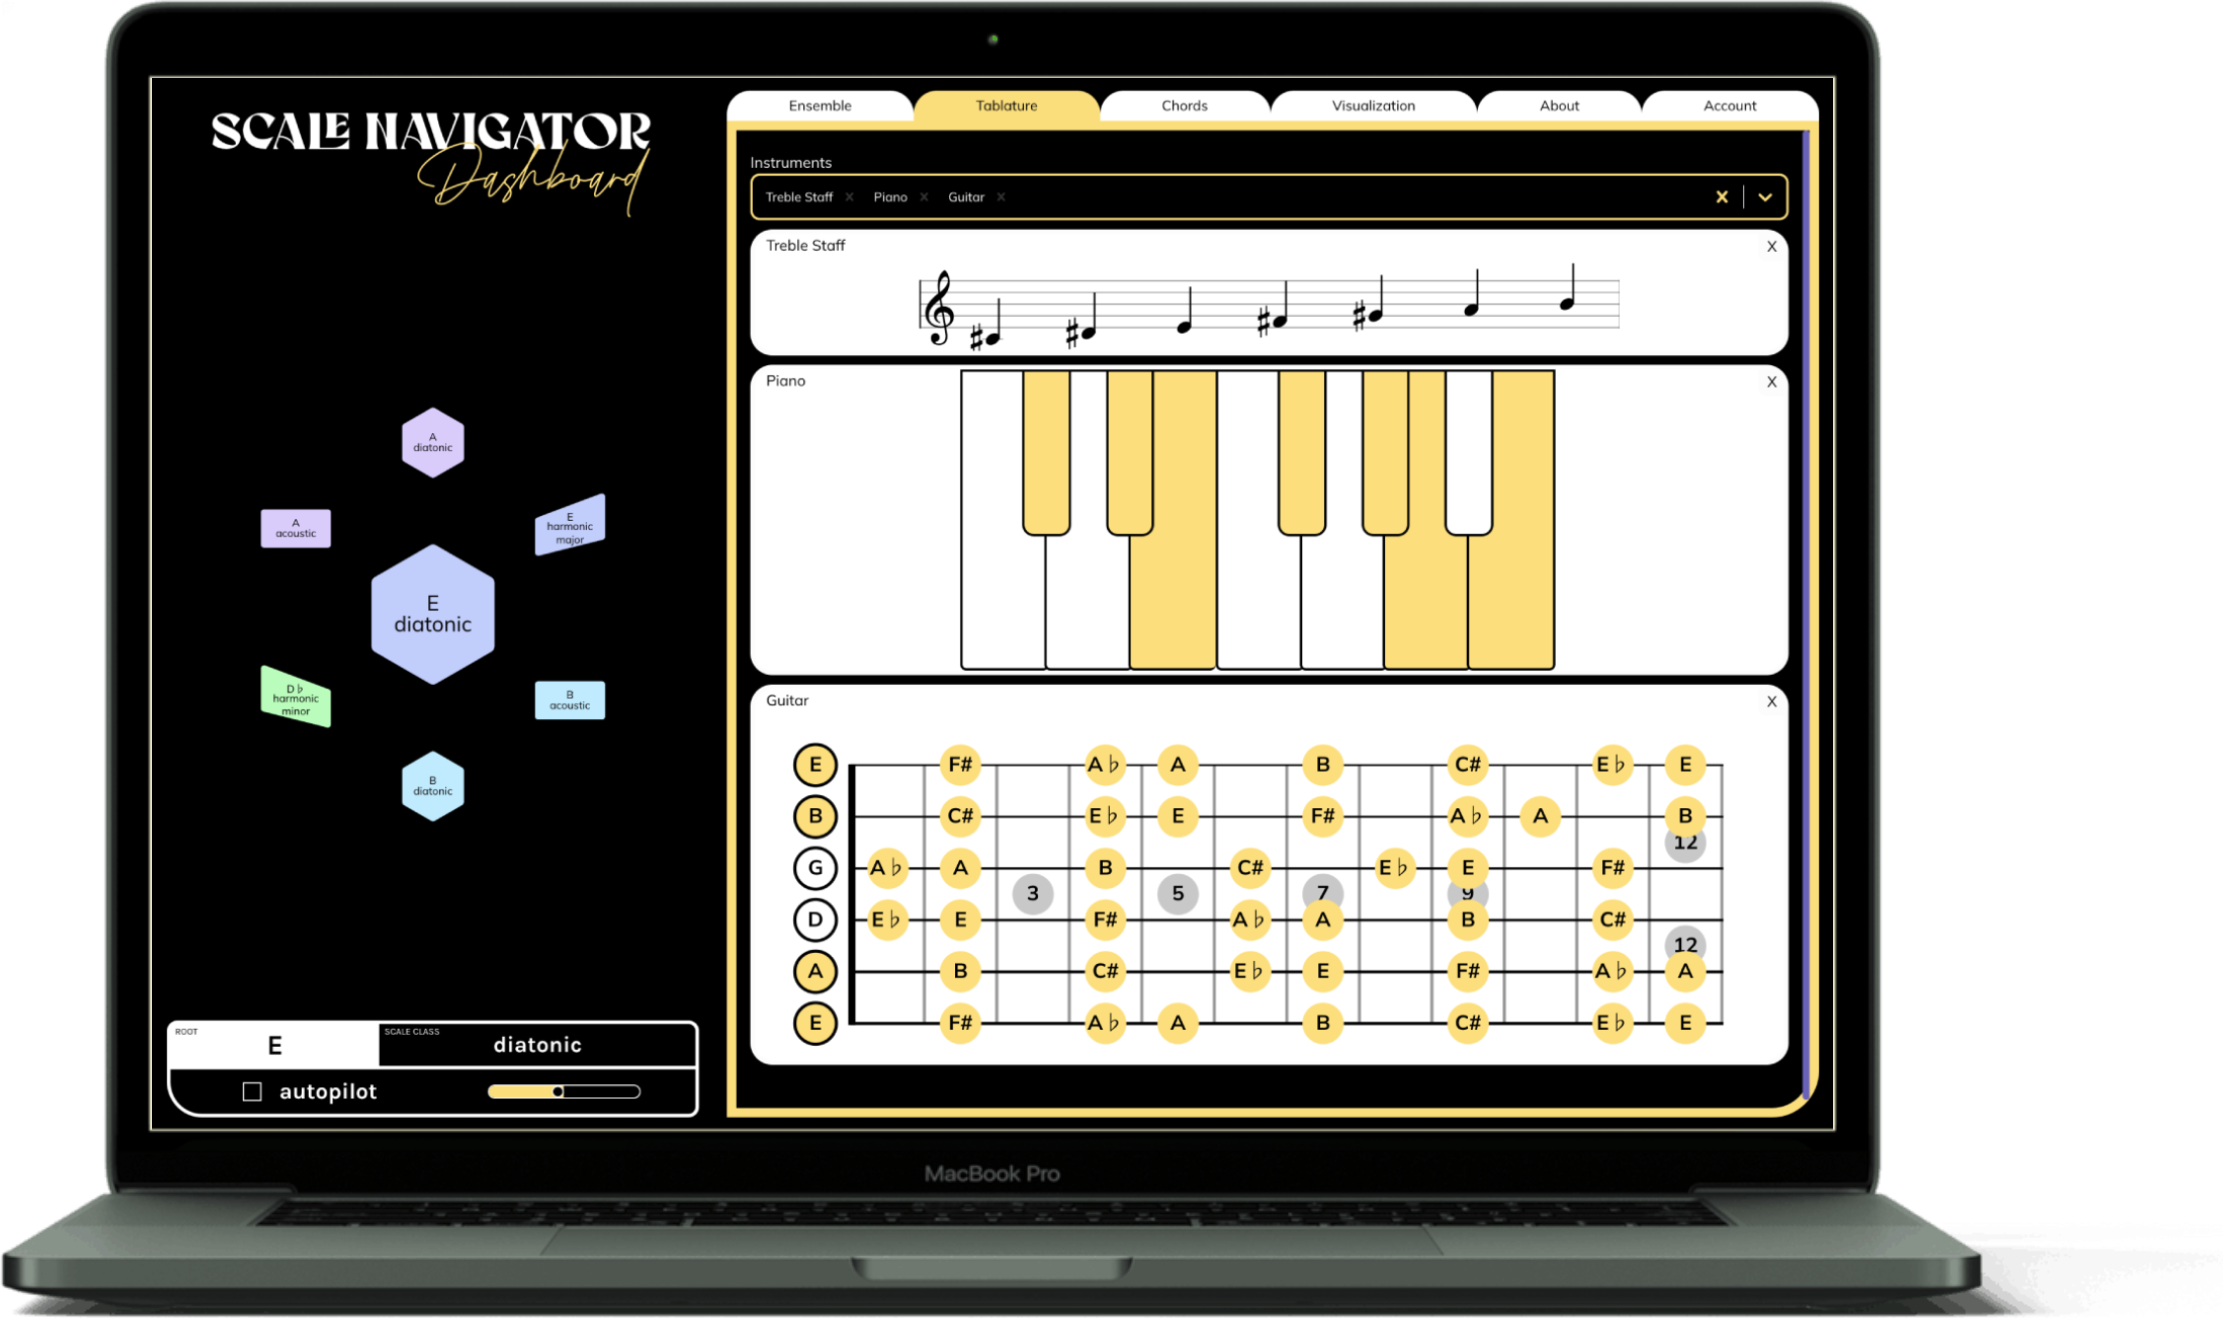 SCALE NAVIGATOR
Dashboard
Ensemble
Tablature
Chords
Visualization
About
Account
Instruments
Treble Staff x Piano x Guitar x
Treble Staff
X
Piano
X
Guitar
X
A
diatonic
A
acoustic
E
harmonic
major
E
diatonic
D♭
harmonic
minor
B
acoustic
B
diatonic
E F# A♭ A B C# E♭ E
B C# E♭ E F# A♭ A B
12
G A♭ A B C# E♭ E F#
3 5 7 9
D E♭ E F# A♭ A B C#
12
A B C# E♭ E F# A♭ A
E F# A♭ A B C# E♭ E
ROOT
E
SCALE CLASS
diatonic
autopilot
MacBook Pro